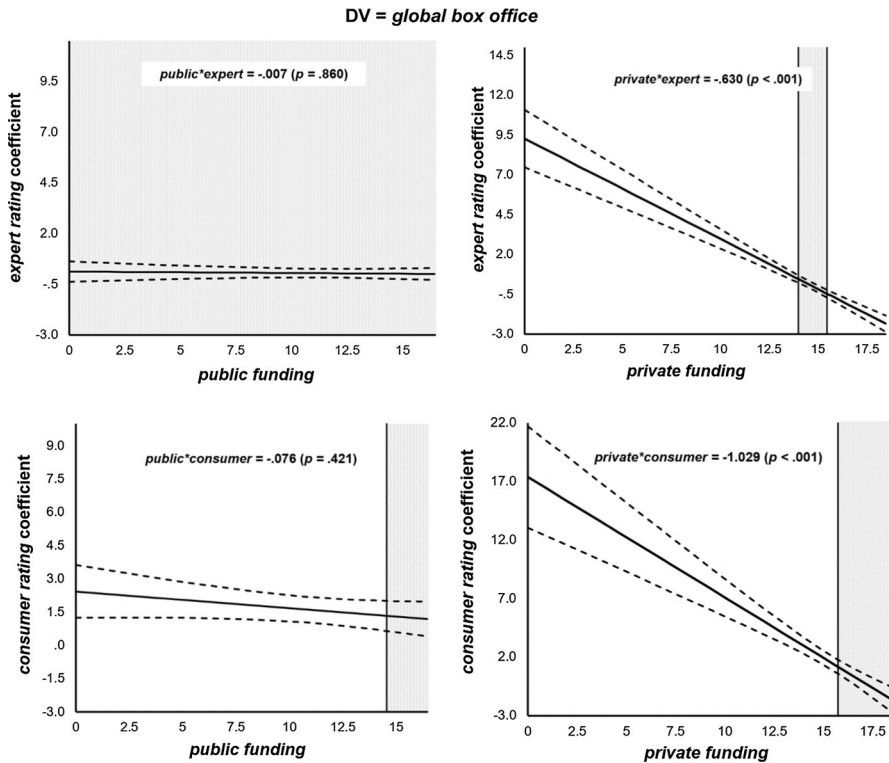 DV = global box office
public*expert = -.007 (p = .860)
expert rating coefficient
9.5
7.0
4.5
2.0
-.5
-3.0
0 2.5 5 7.5 10 12.5 15
public funding
private*expert = -.630 (p < .001)
expert rating coefficient
14.5
12.0
9.5
7.0
4.5
2.0
-.5
-3.0
0 2.5 5 7.5 10 12.5 15 17.5
private funding
public*consumer = -.076 (p = .421)
consumer rating coefficient
9.0
7.5
6.0
4.5
3.0
1.5
.0
-1.5
-3.0
0 2.5 5 7.5 10 12.5 15
public funding
private*consumer = -1.029 (p < .001)
consumer rating coefficient
22.0
17.0
12.0
7.0
2.0
-3.0
0 2.5 5 7.5 10 12.5 15 17.5
private funding